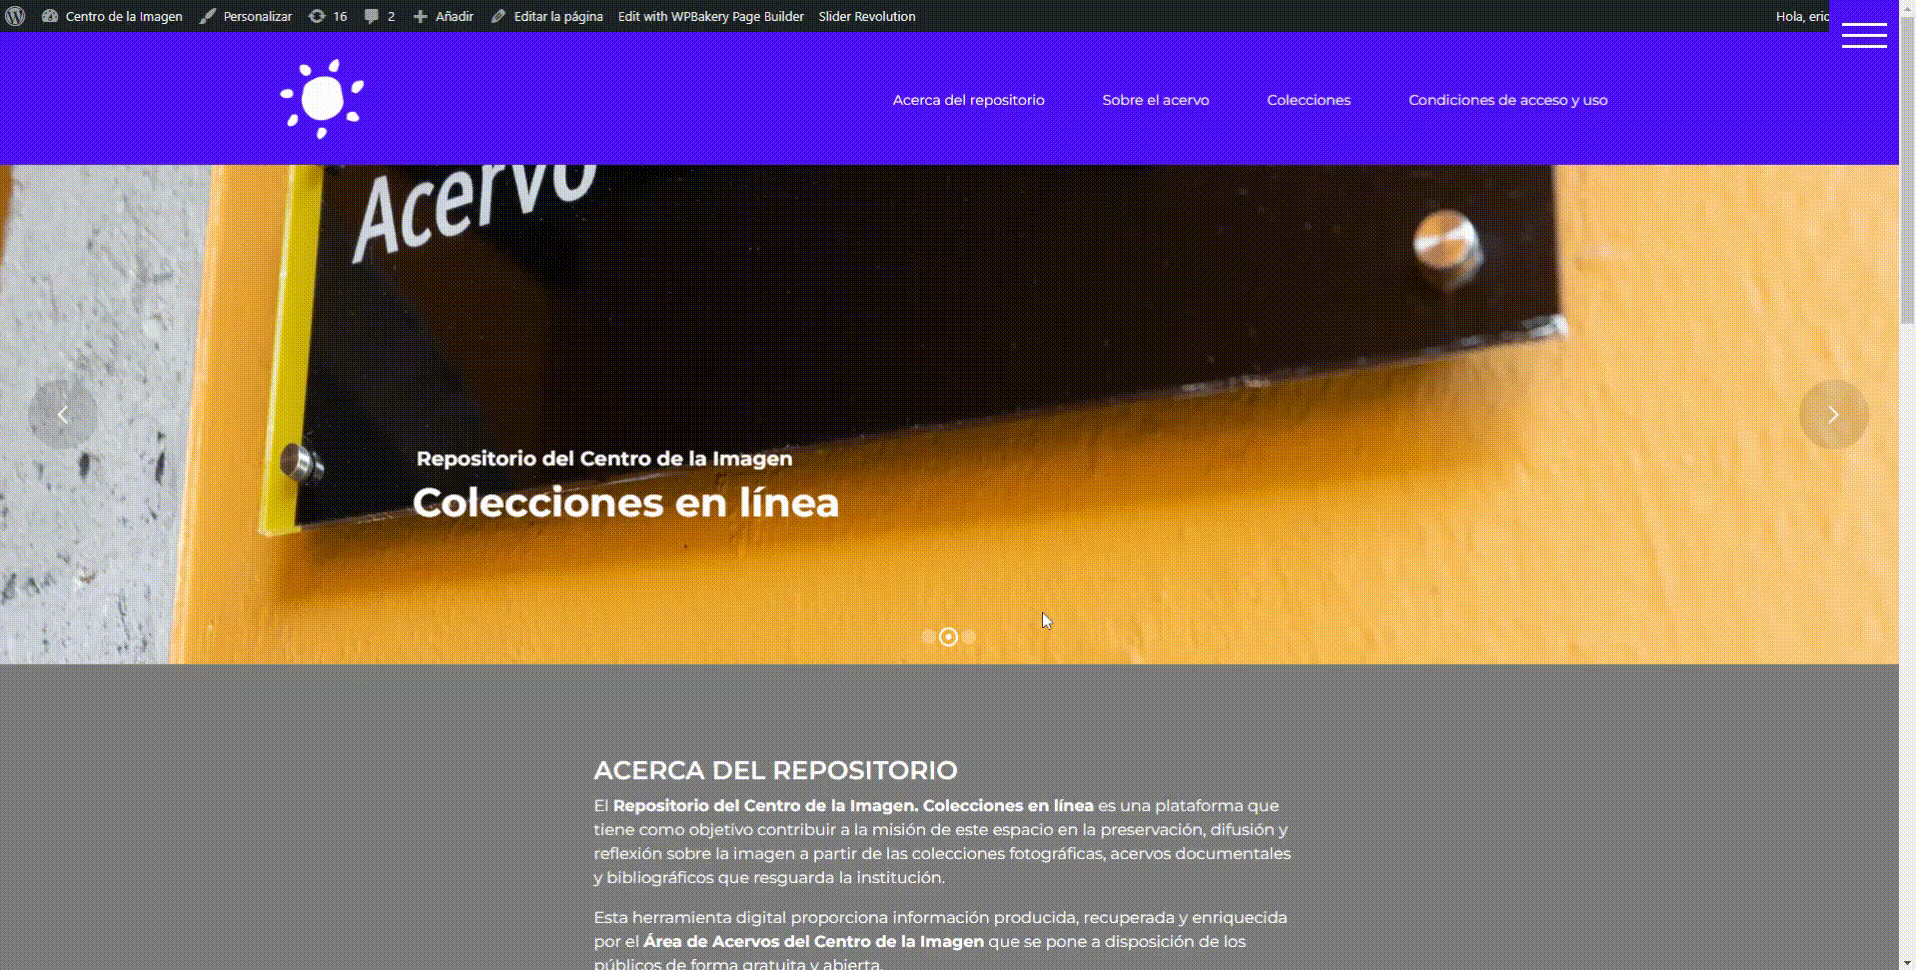 Centro de la Imagen Personalizar 16 2 Añadir Editar la página Edit with WPBakery Page Builder Slider Revolution Hola, eric
Acerca del repositorio Sobre el acervo Colecciones Condiciones de acceso y uso
Acervo
Repositorio del Centro de la Imagen
Colecciones en línea
ACERCA DEL REPOSITORIO
El Repositorio del Centro de la Imagen. Colecciones en línea es una plataforma que
tiene como objetivo contribuir a la misión de este espacio en la preservación, difusión y
reflexión sobre la imagen a partir de las colecciones fotográficas, acervos documentales
y bibliográficos que resguarda la institución.
Esta herramienta digital proporciona información producida, recuperada y enriquecida
por el Área de Acervos del Centro de la Imagen que se pone a disposición de los
públicos de forma gratuita y abierta.